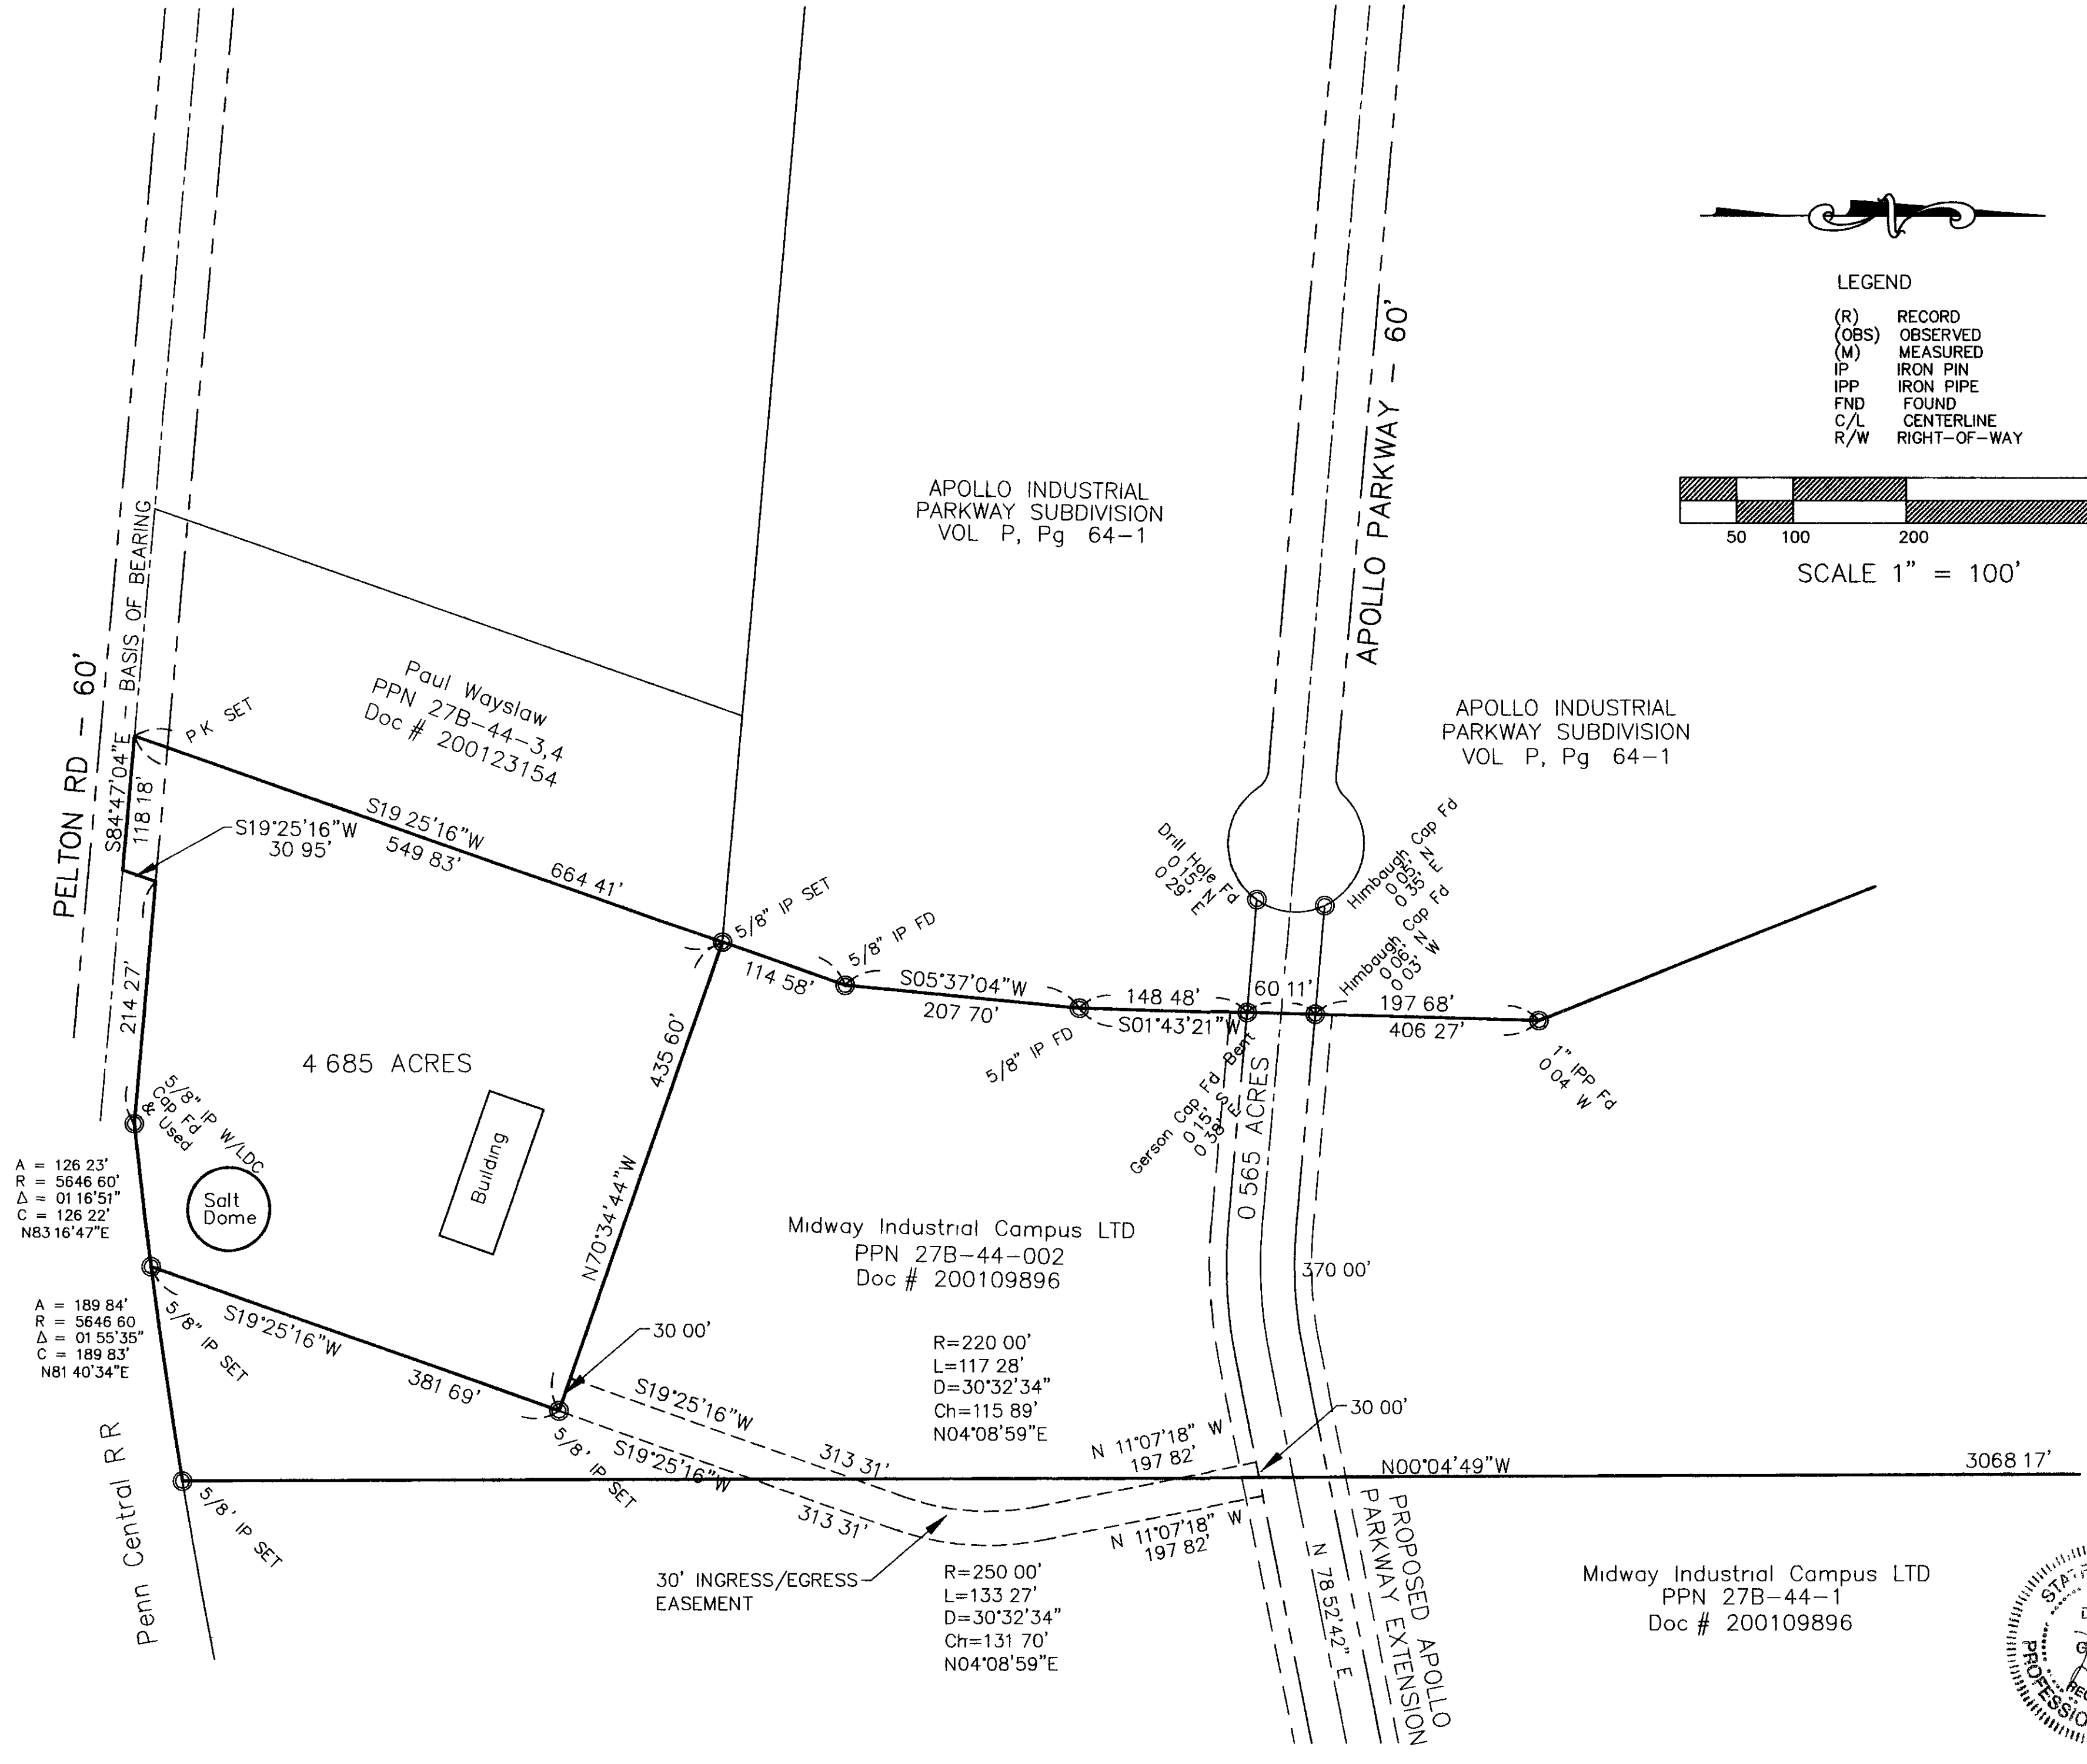 LEGEND
(R) RECORD
(OBS) OBSERVED
(M) MEASURED
IP IRON PIN
IPP IRON PIPE
FND FOUND
C/L CENTERLINE
R/W RIGHT-OF-WAY
50 100 200
SCALE 1" = 100'
PELTON RD - 60'
S84°47'04"E - BASIS OF BEARING
118 18'
P K SET
Paul Wayslaw
PPN 27B-44-3,4
Doc # 200123154
APOLLO INDUSTRIAL
PARKWAY SUBDIVISION
VOL P, Pg 64-1
APOLLO PARKWAY - 60'
APOLLO INDUSTRIAL
PARKWAY SUBDIVISION
VOL P, Pg 64-1
S19°25'16"W
30 95'
S19 25'16"W
549 83'
664 41'
5/8" IP SET
114 58'
5/8" IP FD
S05°37'04"W
207 70'
5/8" IP FD
148 48'
S01°43'21"W
60 11'
197 68'
406 27'
Drill Hole Fd
0 15' N
0 29' E
Himbaugh Cap Fd
0 05' N
0 35' E
Himbaugh Cap Fd
0 06' N
0 03' W
Gerson Cap Fd Bent
0 15' S
0 38' E
1" IPP Fd
0 04 W
214 27'
4 685 ACRES
435 60'
N70°34'44"W
Building
Salt
Dome
5/8" IP W/LDC
Cap Fd
& Used
A = 126 23'
R = 5646 60'
Δ = 01 16'51"
C = 126 22'
N83 16'47"E
A = 189 84'
R = 5646 60
Δ = 01 55'35"
C = 189 83'
N81 40'34"E
5/8" IP SET
S19°25'16"W
381 69'
5/8' IP SET
5/8' IP SET
Penn Central R R
30 00'
S19°25'16"W
313 31'
S19°25'16"W
313 31'
Midway Industrial Campus LTD
PPN 27B-44-002
Doc # 200109896
R=220 00'
L=117 28'
D=30°32'34"
Ch=115 89'
N04°08'59"E
30' INGRESS/EGRESS
EASEMENT
R=250 00'
L=133 27'
D=30°32'34"
Ch=131 70'
N04°08'59"E
N 11°07'18" W
197 82'
N 11°07'18" W
197 82'
0 565 ACRES
370 00'
30 00'
N00°04'49"W
3068 17'
N 78 52'42" E
PROPOSED APOLLO
PARKWAY EXTENSION
Midway Industrial Campus LTD
PPN 27B-44-1
Doc # 200109896